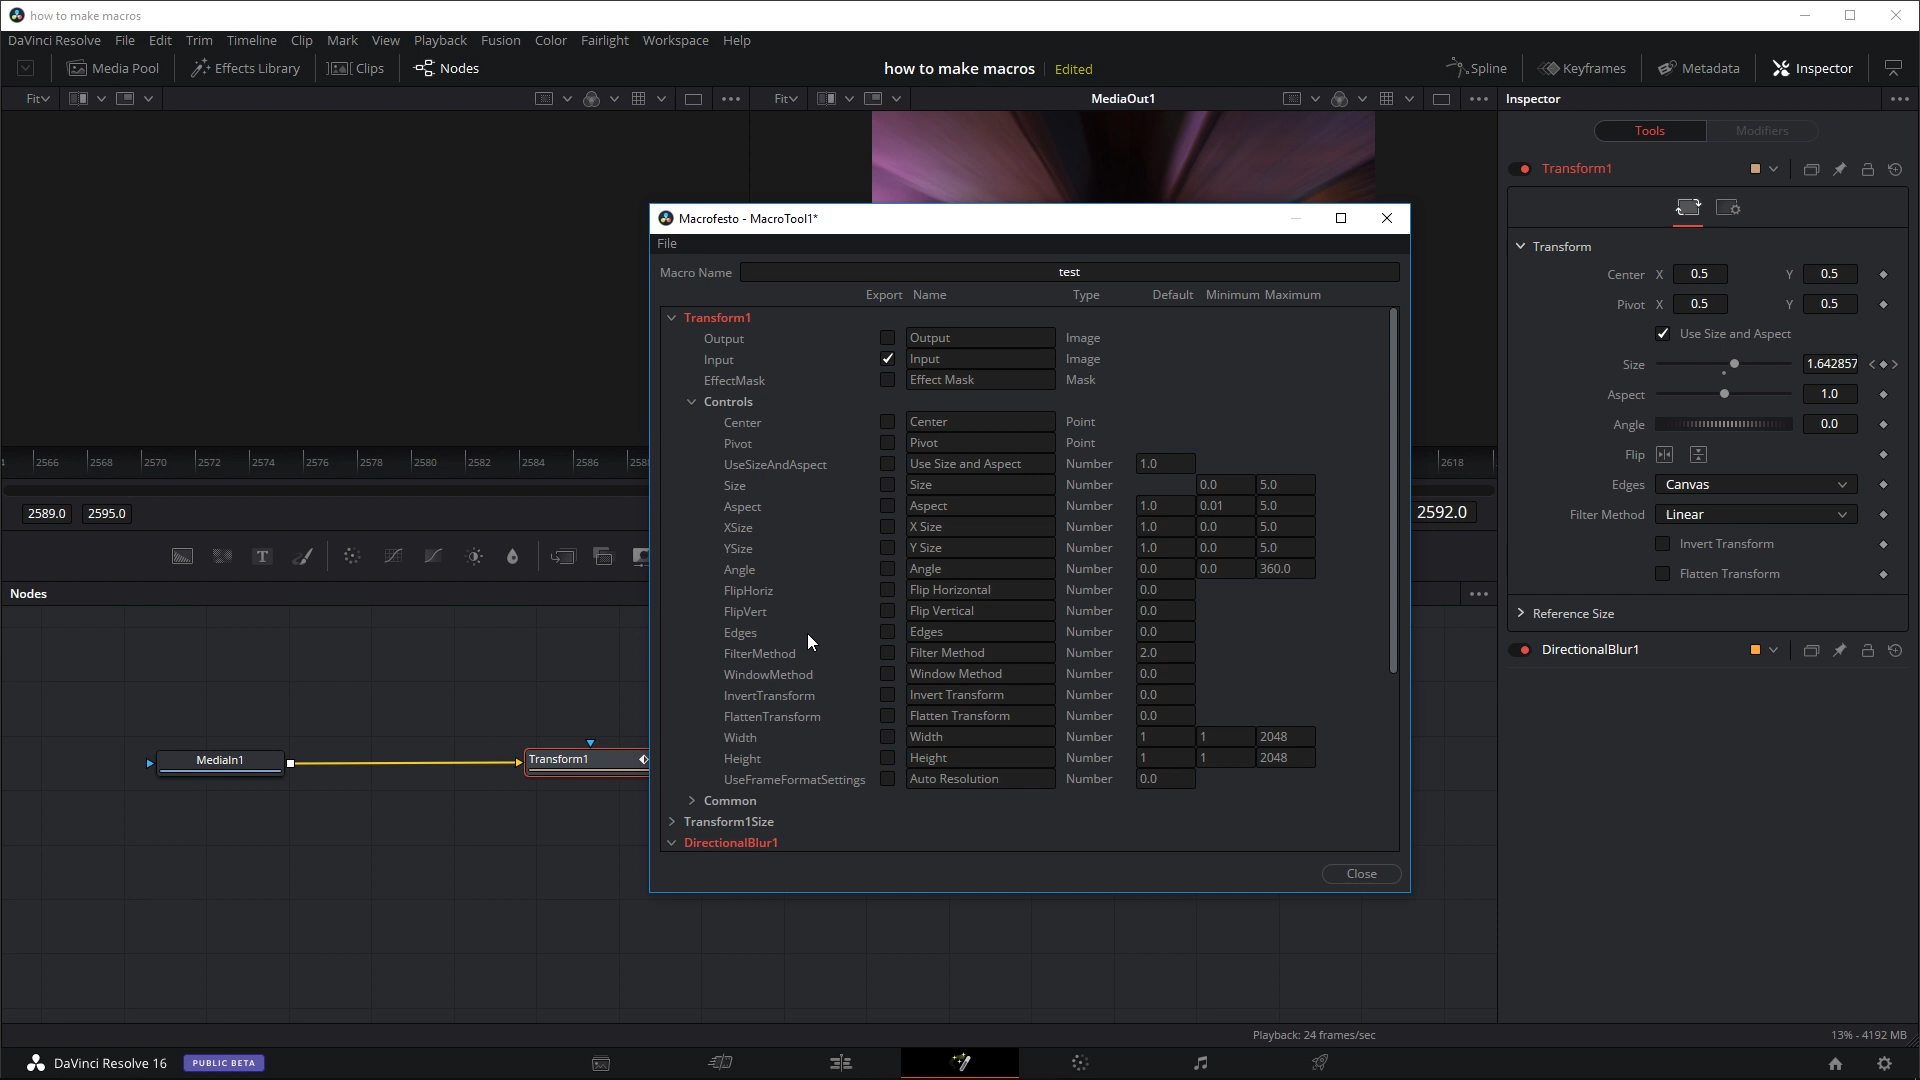 how to make macros
DaVinci Resolve File Edit Trim Timeline Clip Mark View Playback Fusion Color Fairlight Workspace Help
Media Pool Effects Library Clips Nodes how to make macros Edited Spline Keyframes Metadata Inspector
Fit Fit MediaOut1 Inspector
Tools Modifiers
Transform1
Transform
Center X 0.5 Y 0.5
Pivot X 0.5 Y 0.5
Use Size and Aspect
Size 1.642857
Aspect 1.0
Angle 0.0
Flip
Edges Canvas
Filter Method Linear
Invert Transform
Flatten Transform
Reference Size
DirectionalBlur1
Macrofesto - MacroTool1*
File
Macro Name test
Export Name Type Default Minimum Maximum
Transform1
Output Output Image
Input Input Image
EffectMask Effect Mask Mask
Controls
Center Center Point
Pivot Pivot Point
UseSizeAndAspect Use Size and Aspect Number 1.0
Size Size Number 0.0 5.0
Aspect Aspect Number 1.0 0.01 5.0
XSize X Size Number 1.0 0.0 5.0
YSize Y Size Number 1.0 0.0 5.0
Angle Angle Number 0.0 0.0 360.0
FlipHoriz Flip Horizontal Number 0.0
FlipVert Flip Vertical Number 0.0
Edges Edges Number 0.0
FilterMethod Filter Method Number 2.0
WindowMethod Window Method Number 0.0
InvertTransform Invert Transform Number 0.0
FlattenTransform Flatten Transform Number 0.0
Width Width Number 1 1 2048
Height Height Number 1 1 2048
UseFrameFormatSettings Auto Resolution Number 0.0
Common
Transform1Size
DirectionalBlur1
Close
2566 2568 2570 2572 2574 2576 2578 2580 2582 2584 2586 2618
2589.0 2595.0 2592.0
T
Nodes
MediaIn1 Transform1
Playback: 24 frames/sec 13% - 4192 MB
DaVinci Resolve 16 PUBLIC BETA